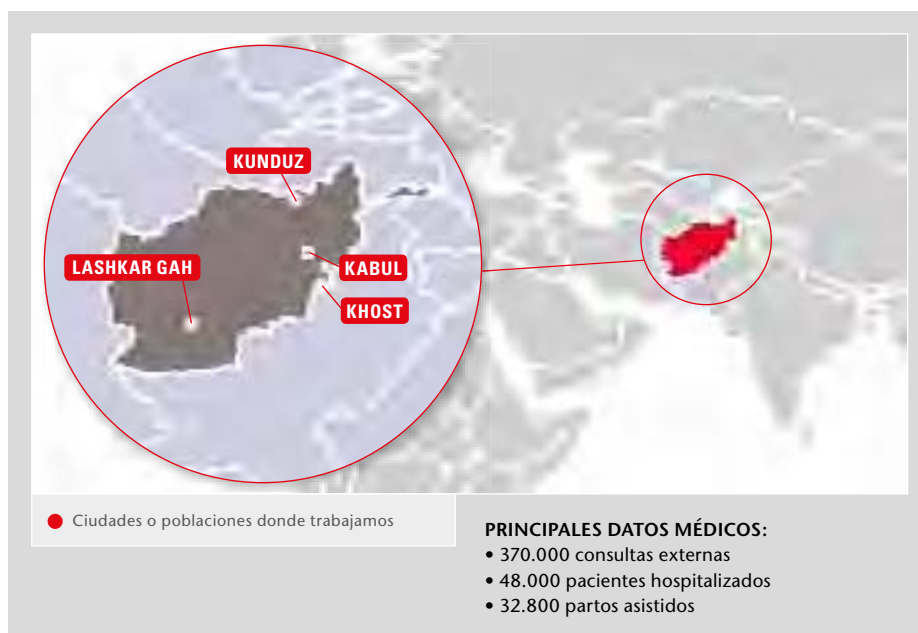 KUNDUZ
LASHKAR GAH
KABUL
KHOST
Ciudades o poblaciones donde trabajamos
PRINCIPALES DATOS MÉDICOS:
• 370.000 consultas externas
• 48.000 pacientes hospitalizados
• 32.800 partos asistidos